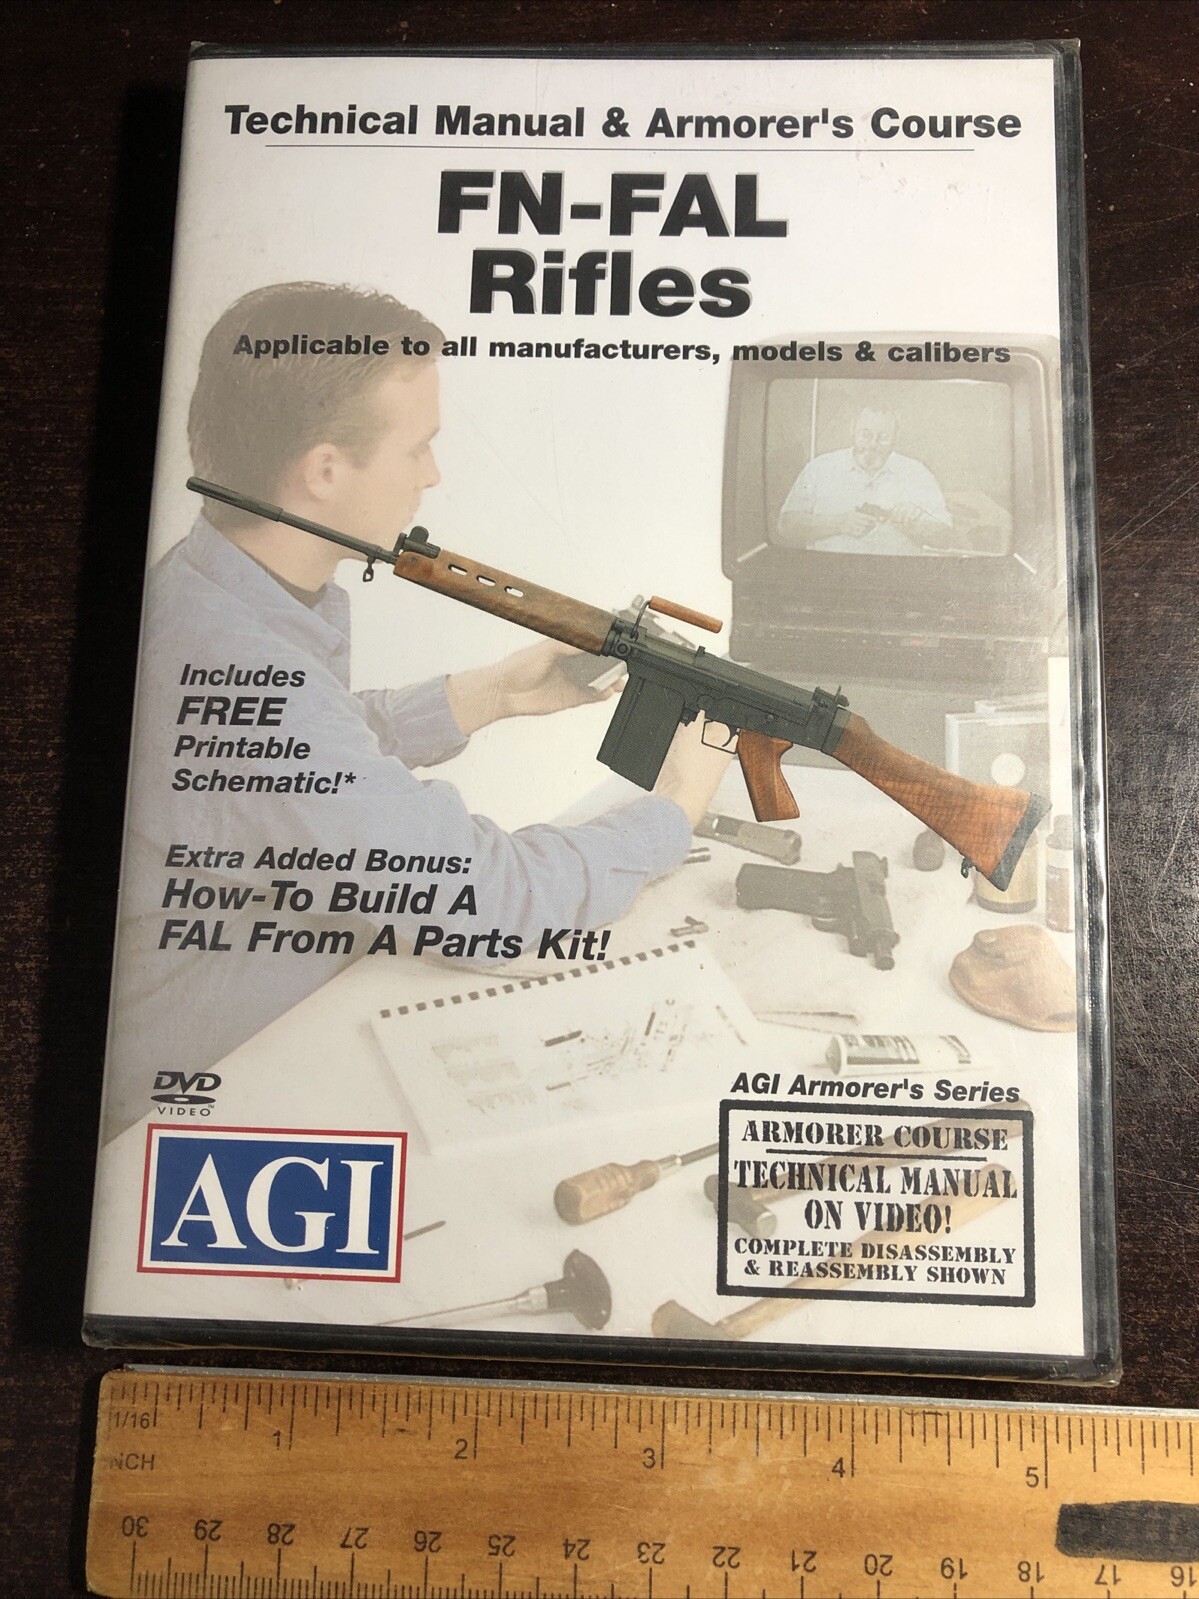 Technical Manual & Armorer's Course
FN-FAL
Rifles
Applicable to all manufacturers, models & calibers
Includes
FREE
Printable
Schematic!*
Extra Added Bonus:
How-To Build A
FAL From A Parts Kit!
DVD
VIDEO
AGI
AGI Armorer's Series
ARMORER COURSE
TECHNICAL MANUAL
ON VIDEO!
COMPLETE DISASSEMBLY
& REASSEMBLY SHOWN
1/16
1 2 3 4 5
NCH
30 29 28 27 26 25 24 23 22 21 20 19 18 17 16